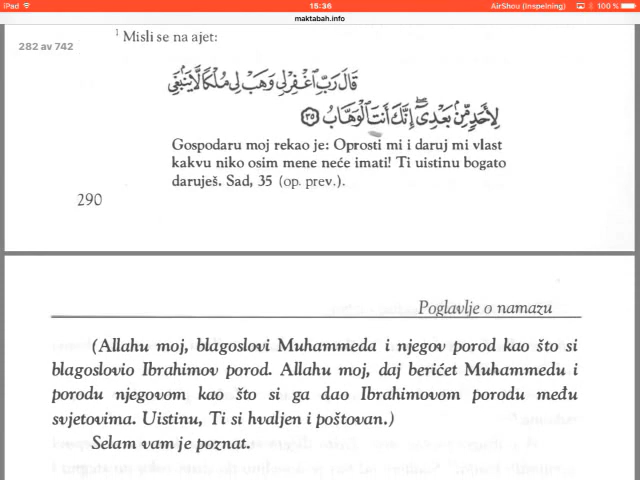 iPad
15:36
AirShou (Inspelning)
100 %
maktabah.info
282 av 742
1 Misli se na ajet:
قَالَ رَبِّ ٱغْفِرْ لِى وَهَبْ لِى مُلْكًا لَّا يَنۢبَغِى
لِأَحَدٍ مِّنۢ بَعْدِىٓ ۖ إِنَّكَ أَنتَ ٱلْوَهَّابُ ٣٥
Gospodaru moj rekao je: Oprosti mi i daruj mi vlast
kakvu niko osim mene neće imati! Ti uistinu bogato
daruješ. Sad, 35 (op. prev.).
290
Poglavlje o namazu
(Allahu moj, blagoslovi Muhammeda i njegov porod kao što si
blagoslovio Ibrahimov porod. Allahu moj, daj berićet Muhammedu i
porodu njegovom kao što si ga dao Ibrahimovom porodu među
svjetovima. Uistinu, Ti si hvaljen i poštovan.)
Selam vam je poznat.